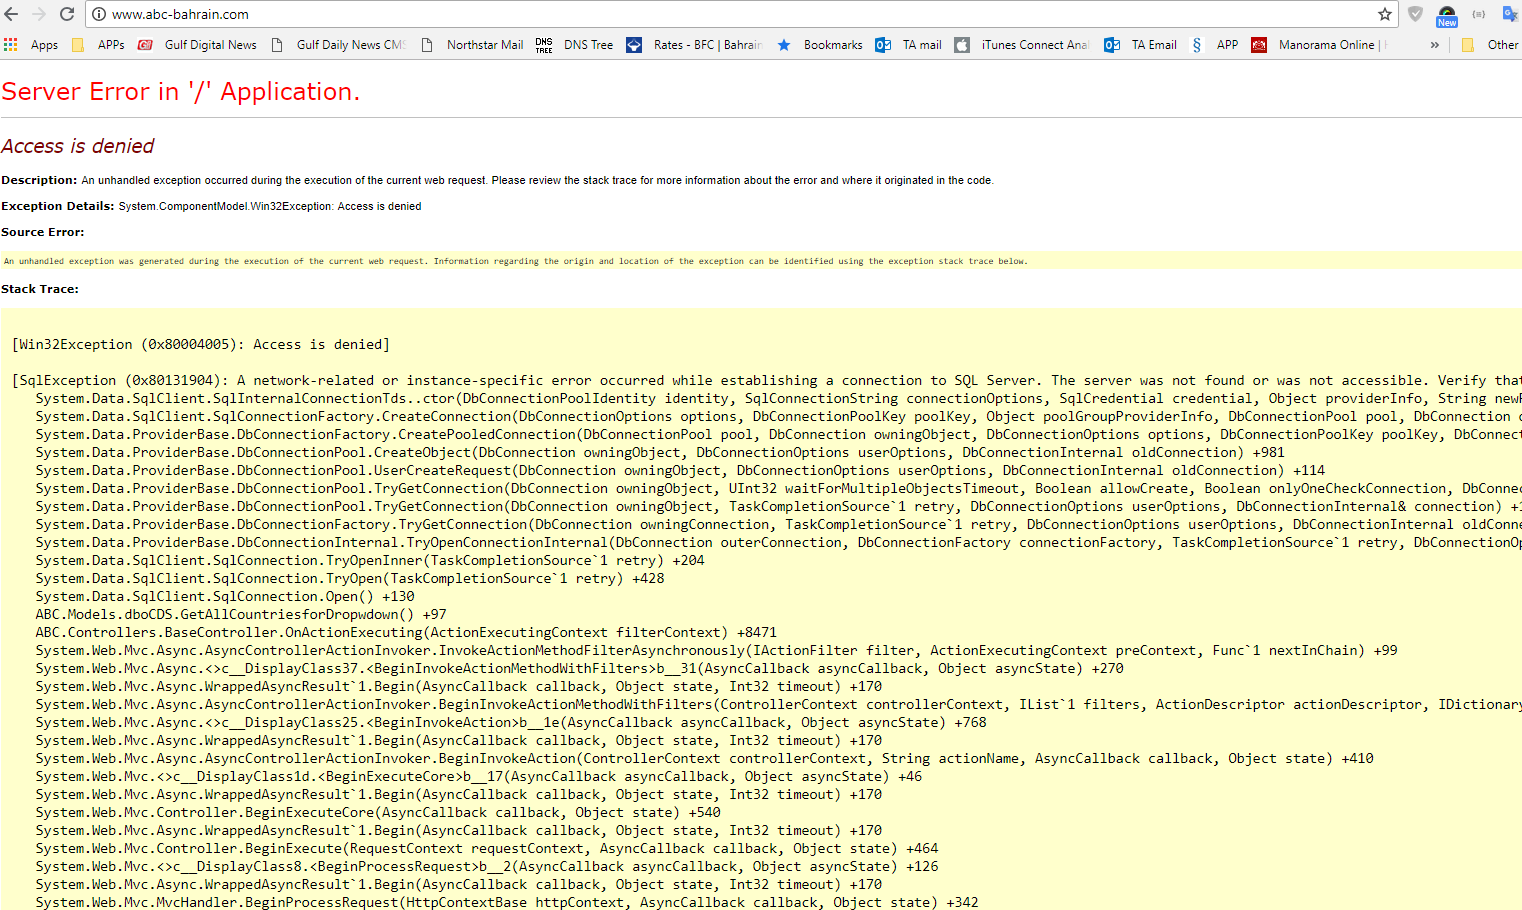 www.abc-bahrain.com
New
Apps APPs Gulf Digital News Gulf Daily News CMS Northstar Mail DNS TREE DNS Tree Rates - BFC | Bahrain Bookmarks TA mail iTunes Connect Anal TA Email § APP Manorama Online | » Other
Server Error in '/' Application.
Access is denied
Description: An unhandled exception occurred during the execution of the current web request. Please review the stack trace for more information about the error and where it originated in the code.
Exception Details: System.ComponentModel.Win32Exception: Access is denied
Source Error:
An unhandled exception was generated during the execution of the current web request. Information regarding the origin and location of the exception can be identified using the exception stack trace below.
Stack Trace:
[Win32Exception (0x80004005): Access is denied]
[SqlException (0x80131904): A network-related or instance-specific error occurred while establishing a connection to SQL Server. The server was not found or was not accessible. Verify that
System.Data.SqlClient.SqlInternalConnectionTds..ctor(DbConnectionPoolIdentity identity, SqlConnectionString connectionOptions, SqlCredential credential, Object providerInfo, String newP
System.Data.SqlClient.SqlConnectionFactory.CreateConnection(DbConnectionOptions options, DbConnectionPoolKey poolKey, Object poolGroupProviderInfo, DbConnectionPool pool, DbConnection o
System.Data.ProviderBase.DbConnectionFactory.CreatePooledConnection(DbConnectionPool pool, DbConnection owningObject, DbConnectionOptions options, DbConnectionPoolKey poolKey, DbConnect
System.Data.ProviderBase.DbConnectionPool.CreateObject(DbConnection owningObject, DbConnectionOptions userOptions, DbConnectionInternal oldConnection) +981
System.Data.ProviderBase.DbConnectionPool.UserCreateRequest(DbConnection owningObject, DbConnectionOptions userOptions, DbConnectionInternal oldConnection) +114
System.Data.ProviderBase.DbConnectionPool.TryGetConnection(DbConnection owningObject, UInt32 waitForMultipleObjectsTimeout, Boolean allowCreate, Boolean onlyOneCheckConnection, DbConnec
System.Data.ProviderBase.DbConnectionPool.TryGetConnection(DbConnection owningObject, TaskCompletionSource`1 retry, DbConnectionOptions userOptions, DbConnectionInternal& connection) +1
System.Data.ProviderBase.DbConnectionFactory.TryGetConnection(DbConnection owningConnection, TaskCompletionSource`1 retry, DbConnectionOptions userOptions, DbConnectionInternal oldConne
System.Data.ProviderBase.DbConnectionInternal.TryOpenConnectionInternal(DbConnection outerConnection, DbConnectionFactory connectionFactory, TaskCompletionSource`1 retry, DbConnectionOp
System.Data.SqlClient.SqlConnection.TryOpenInner(TaskCompletionSource`1 retry) +204
System.Data.SqlClient.SqlConnection.TryOpen(TaskCompletionSource`1 retry) +428
System.Data.SqlClient.SqlConnection.Open() +130
ABC.Models.dboCDS.GetAllCountriesforDropwdown() +97
ABC.Controllers.BaseController.OnActionExecuting(ActionExecutingContext filterContext) +8471
System.Web.Mvc.Async.AsyncControllerActionInvoker.InvokeActionMethodFilterAsynchronously(IActionFilter filter, ActionExecutingContext preContext, Func`1 nextInChain) +99
System.Web.Mvc.Async.<>c__DisplayClass37.<BeginInvokeActionMethodWithFilters>b__31(AsyncCallback asyncCallback, Object asyncState) +270
System.Web.Mvc.Async.WrappedAsyncResult`1.Begin(AsyncCallback callback, Object state, Int32 timeout) +170
System.Web.Mvc.Async.AsyncControllerActionInvoker.BeginInvokeActionMethodWithFilters(ControllerContext controllerContext, IList`1 filters, ActionDescriptor actionDescriptor, IDictionary
System.Web.Mvc.Async.<>c__DisplayClass25.<BeginInvokeAction>b__1e(AsyncCallback asyncCallback, Object asyncState) +768
System.Web.Mvc.Async.WrappedAsyncResult`1.Begin(AsyncCallback callback, Object state, Int32 timeout) +170
System.Web.Mvc.Async.AsyncControllerActionInvoker.BeginInvokeAction(ControllerContext controllerContext, String actionName, AsyncCallback callback, Object state) +410
System.Web.Mvc.<>c__DisplayClass1d.<BeginExecuteCore>b__17(AsyncCallback asyncCallback, Object asyncState) +46
System.Web.Mvc.Async.WrappedAsyncResult`1.Begin(AsyncCallback callback, Object state, Int32 timeout) +170
System.Web.Mvc.Controller.BeginExecuteCore(AsyncCallback callback, Object state) +540
System.Web.Mvc.Async.WrappedAsyncResult`1.Begin(AsyncCallback callback, Object state, Int32 timeout) +170
System.Web.Mvc.Controller.BeginExecute(RequestContext requestContext, AsyncCallback callback, Object state) +464
System.Web.Mvc.<>c__DisplayClass8.<BeginProcessRequest>b__2(AsyncCallback asyncCallback, Object asyncState) +126
System.Web.Mvc.Async.WrappedAsyncResult`1.Begin(AsyncCallback callback, Object state, Int32 timeout) +170
System.Web.Mvc.MvcHandler.BeginProcessRequest(HttpContextBase httpContext, AsyncCallback callback, Object state) +342